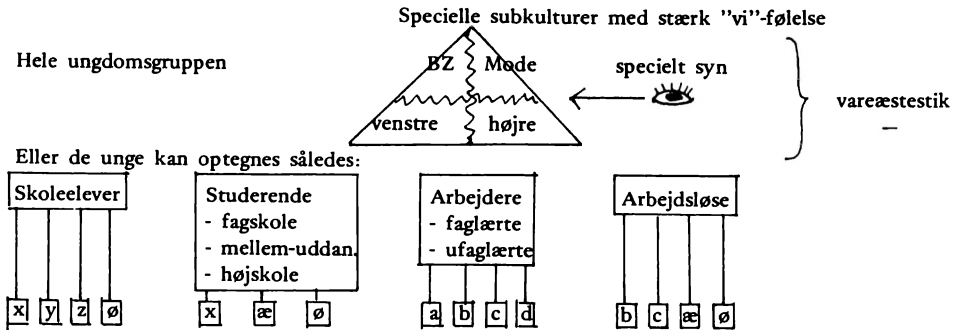 Specielle subkulturer med stærk ”vi”-følelse
Hele ungdomsgruppen
BZ Mode
specielt syn
venstre højre
vareæstestik
Eller de unge kan optegnes således:
Skoleelever
x y z ø
Studerende
- fagskole
- mellem-uddan.
- højskole
x æ ø
Arbejdere
- faglærte
- ufaglærte
a b c d
Arbejdsløse
b c æ ø